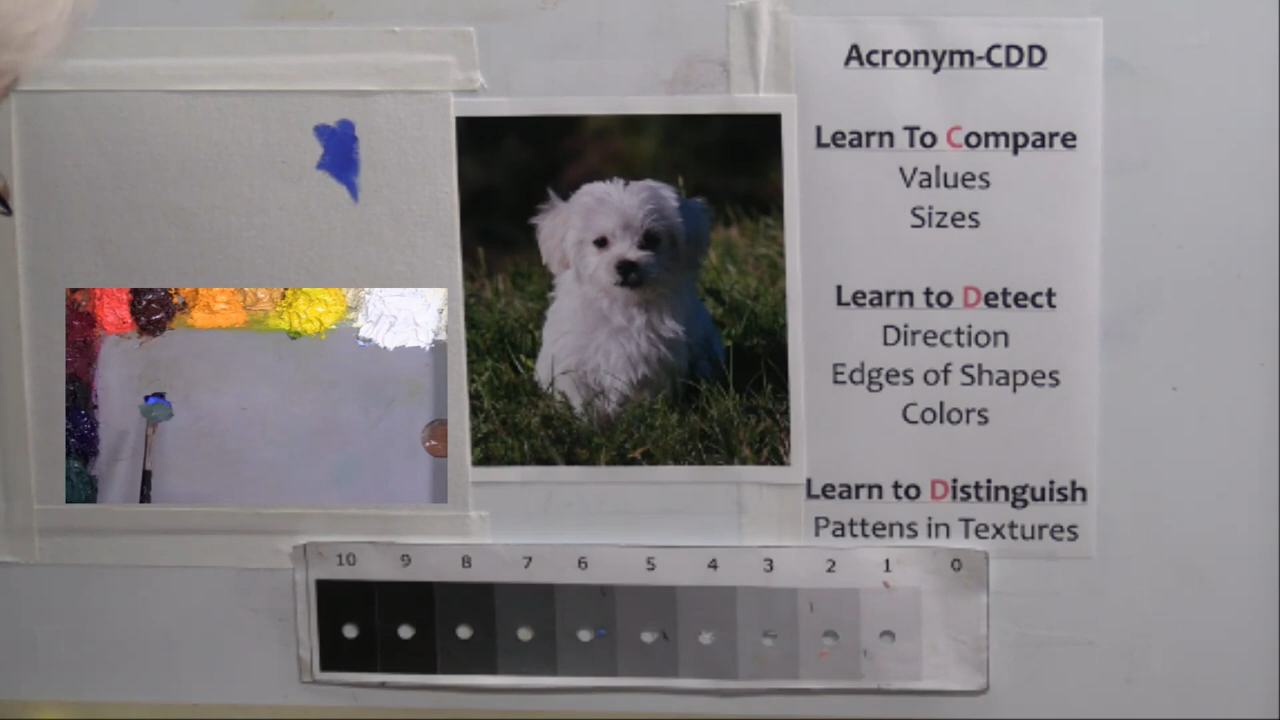 Acronym-CDD
Learn To Compare
Values
Sizes
Learn to Detect
Direction
Edges of Shapes
Colors
Learn to Distinguish
Pattens in Textures
10 9 8 7 6 5 4 3 2 1 0